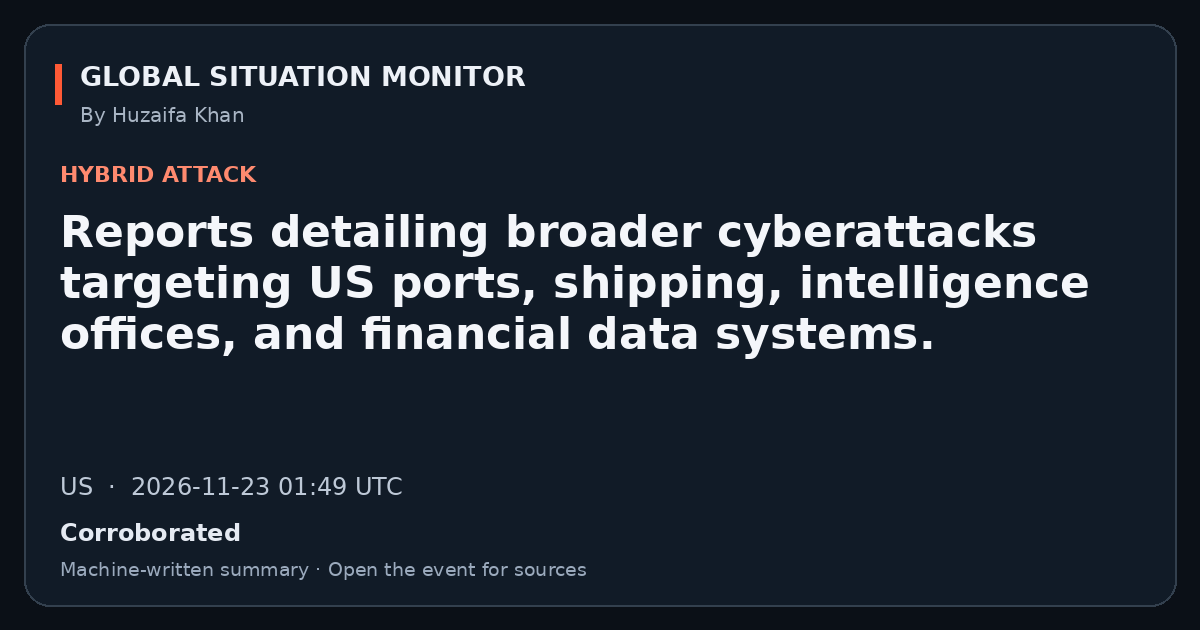 GLOBAL SITUATION MONITOR
By Huzaifa Khan
HYBRID ATTACK
Reports detailing broader cyberattacks
targeting US ports, shipping, intelligence
offices, and financial data systems.
US · 2026-11-23 01:49 UTC
Corroborated
Machine-written summary · Open the event for sources